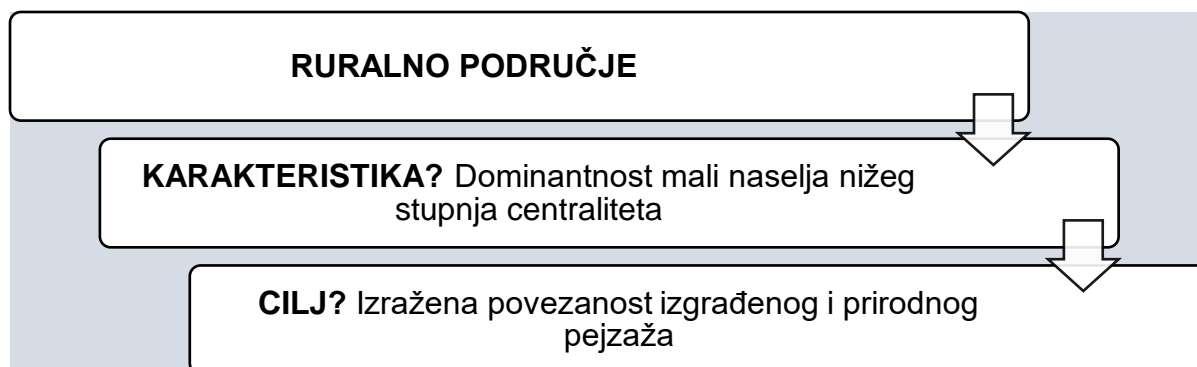 RURALNO PODRUČJE
KARAKTERISTIKA? Dominantnost mali naselja nižeg
stupnja centraliteta
CILJ? Izražena povezanost izgrađenog i prirodnog
pejzaža